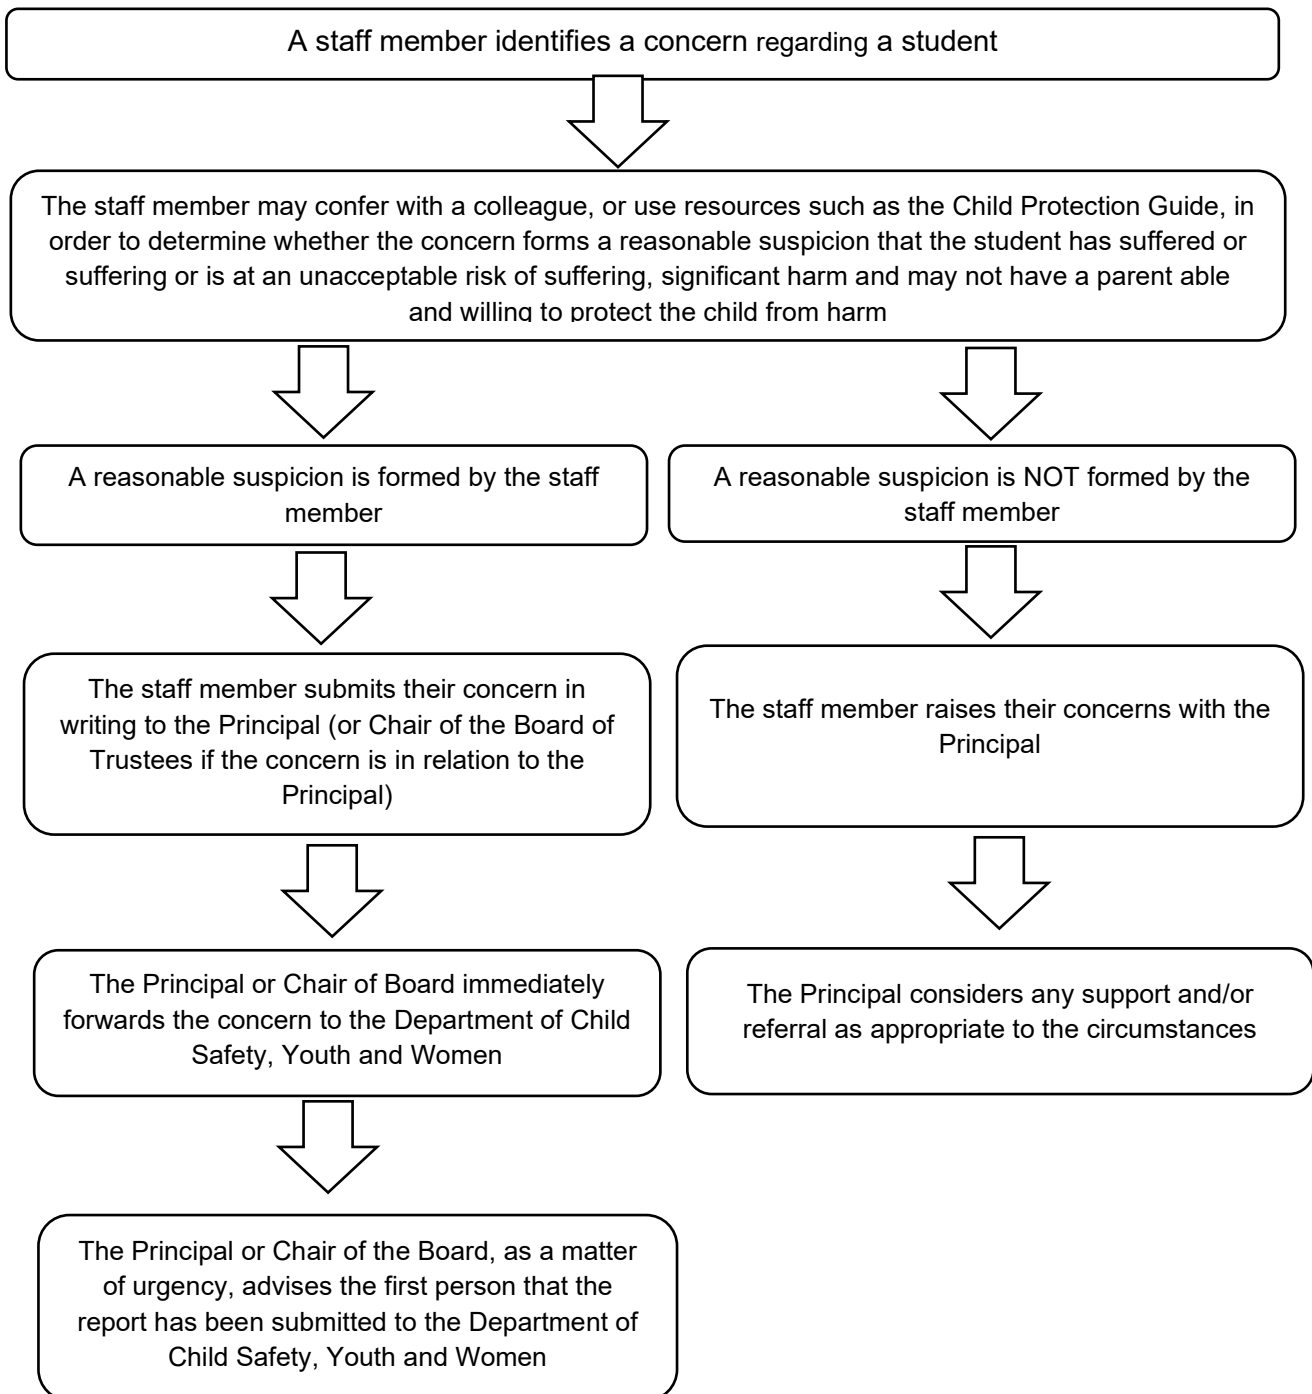 A staff member identifies a concern regarding a student
The staff member may confer with a colleague, or use resources such as the Child Protection Guide, in
order to determine whether the concern forms a reasonable suspicion that the student has suffered or
suffering or is at an unacceptable risk of suffering, significant harm and may not have a parent able
and willing to protect the child from harm
A reasonable suspicion is formed by the staff
member
A reasonable suspicion is NOT formed by the
staff member
The staff member submits their concern in
writing to the Principal (or Chair of the Board of
Trustees if the concern is in relation to the
Principal)
The staff member raises their concerns with the
Principal
The Principal or Chair of Board immediately
forwards the concern to the Department of Child
Safety, Youth and Women
The Principal considers any support and/or
referral as appropriate to the circumstances
The Principal or Chair of the Board, as a matter
of urgency, advises the first person that the
report has been submitted to the Department of
Child Safety, Youth and Women